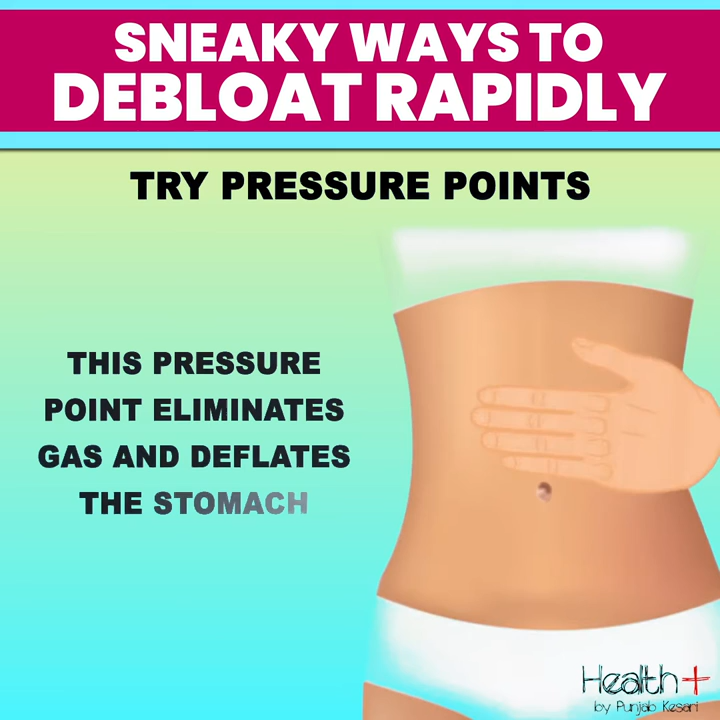 SNEAKY WAYS TO
DEBLOAT RAPIDLY
TRY PRESSURE POINTS
THIS PRESSURE
POINT ELIMINATES
GAS AND DEFLATES
THE STOMACH
Health+
by Punjab Kesari